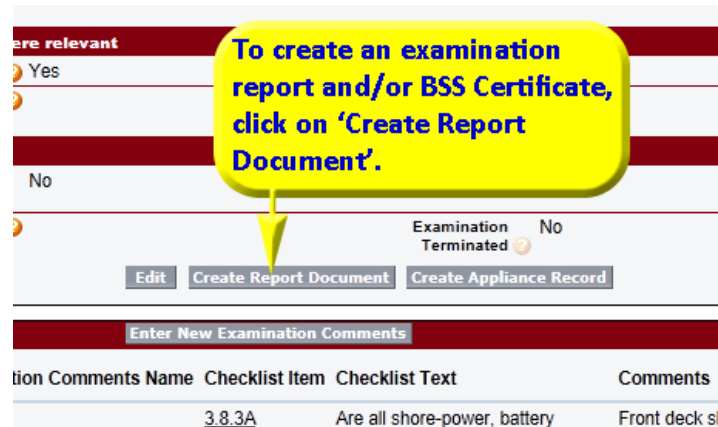 ere relevant
To create an examination
report and/or BSS Certificate,
click on ‘Create Report
Document’.
Yes
No
Examination No
Terminated
Edit Create Report Document Create Appliance Record
Enter New Examination Comments
tion Comments Name Checklist Item Checklist Text Comments
3.8.3A Are all shore-power, battery Front deck sl